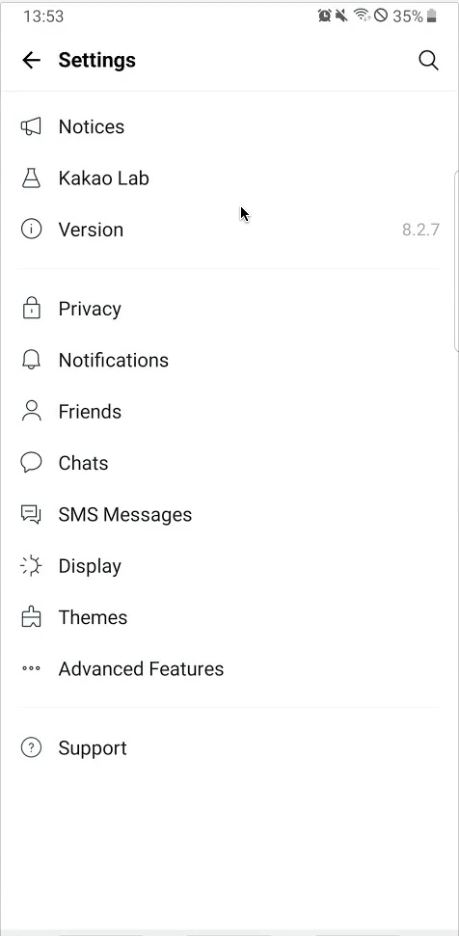 13:53
35%
Settings
Notices
Kakao Lab
Version 8.2.7
Privacy
Notifications
Friends
Chats
SMS Messages
Display
Themes
Advanced Features
Support